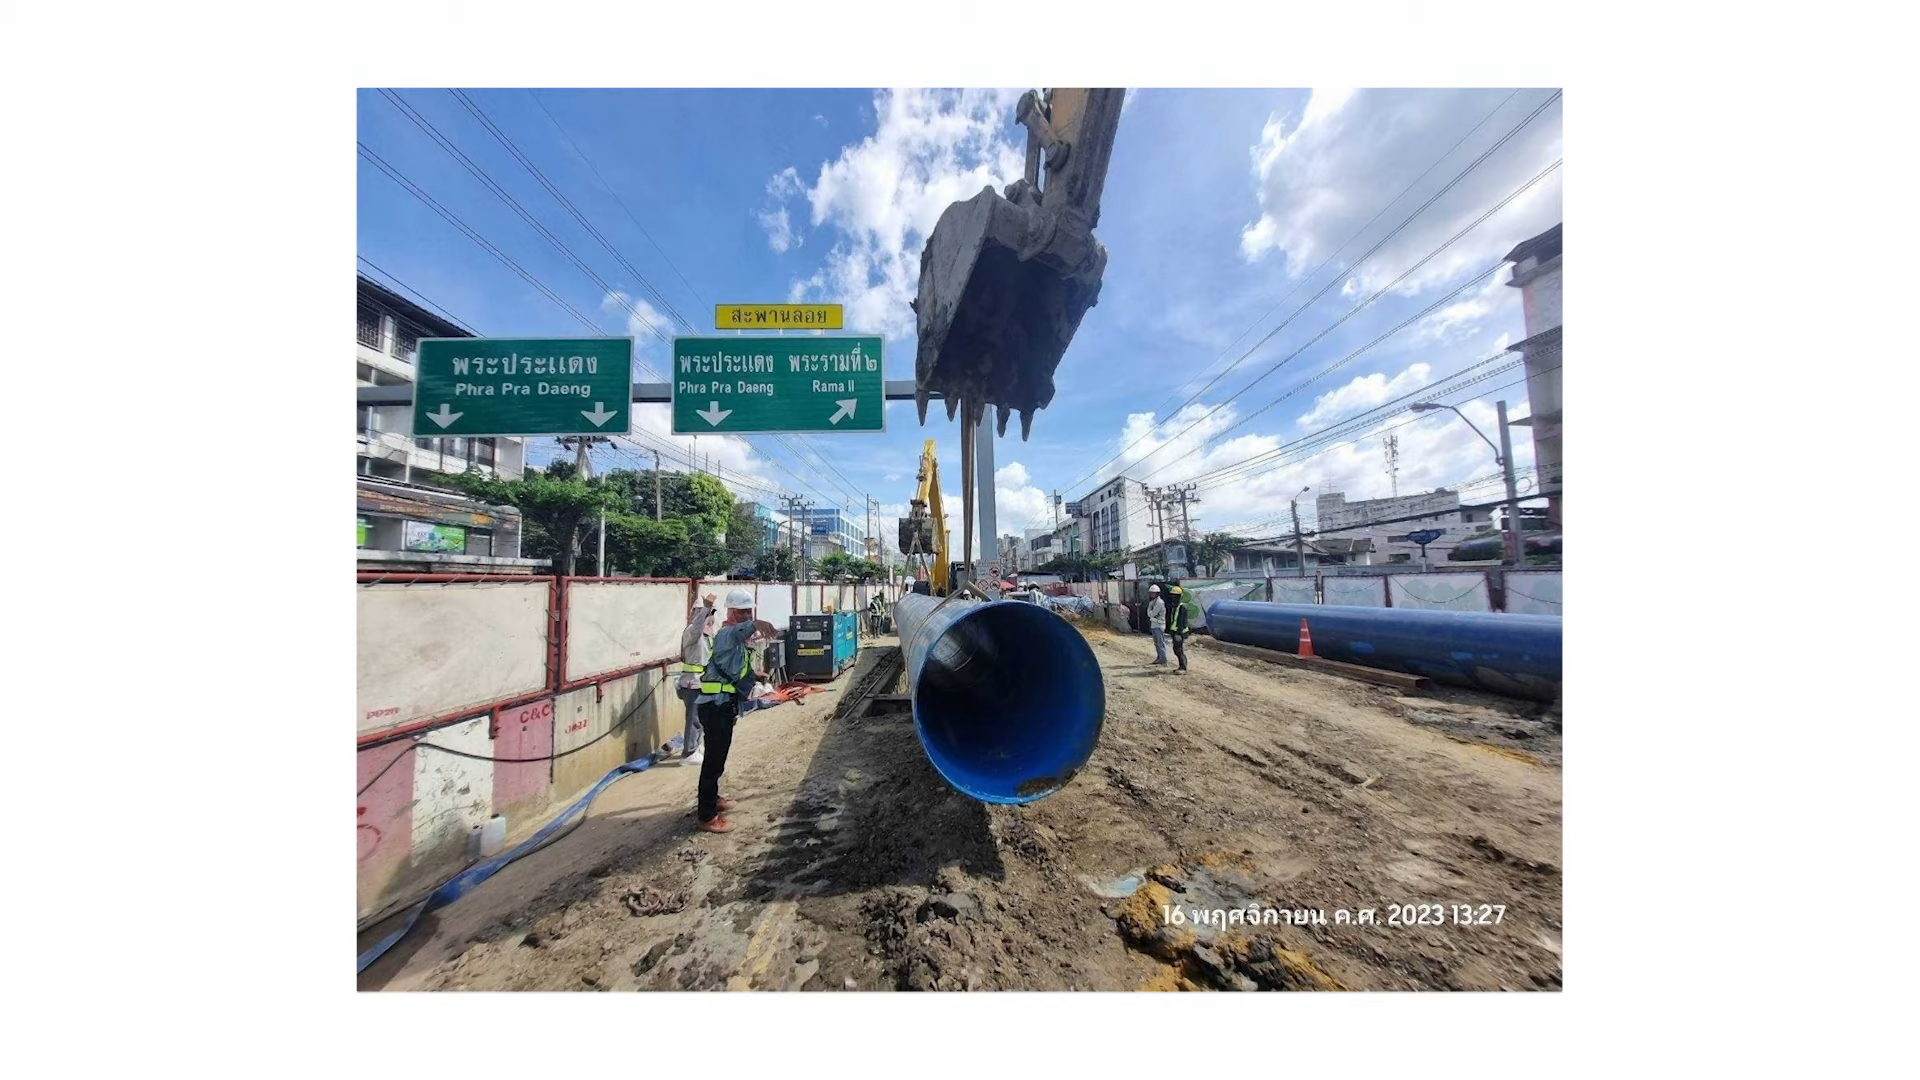 สะพานลอย
พระประแดง
Phra Pra Daeng
พระประแดง พระรามที่ ๒
Phra Pra Daeng Rama II
C&C
16 พฤศจิกายน ค.ศ. 2023 13:27